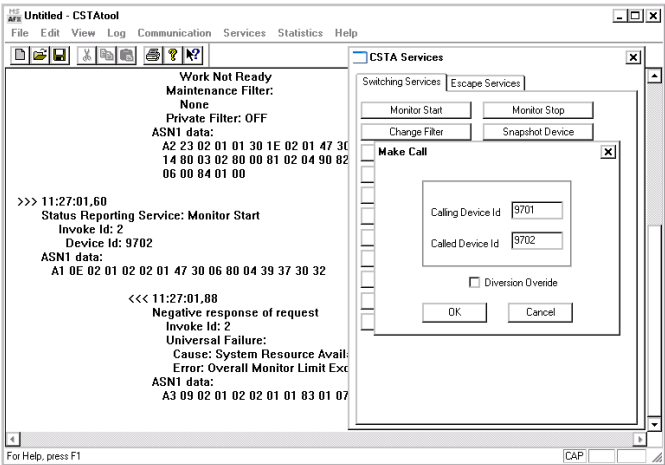 Untitled - CSTAtool
File Edit View Log Communication Services Statistics Help
Work Not Ready
Maintenance Filter:
None
Private Filter: OFF
ASN1 data:
A2 23 02 01 01 30 1E 02 01 47 30
14 80 03 02 80 00 81 02 04 90 82
06 00 84 01 00
>>> 11:27:01,60
Status Reporting Service: Monitor Start
Invoke Id: 2
Device Id: 9702
ASN1 data:
A1 0E 02 01 02 02 01 47 30 06 80 04 39 37 30 32
<<< 11:27:01,88
Negative response of request
Invoke Id: 2
Universal Failure:
Cause: System Resource Avail
Error: Overall Monitor Limit Exc
ASN1 data:
A3 09 02 01 02 02 01 01 83 01 07
CSTA Services
Switching Services Escape Services
Monitor Start Monitor Stop
Change Filter Snapshot Device
Make Call
Calling Device Id 9701
Called Device Id 9702
Diversion Overide
OK Cancel
For Help, press F1
CAP